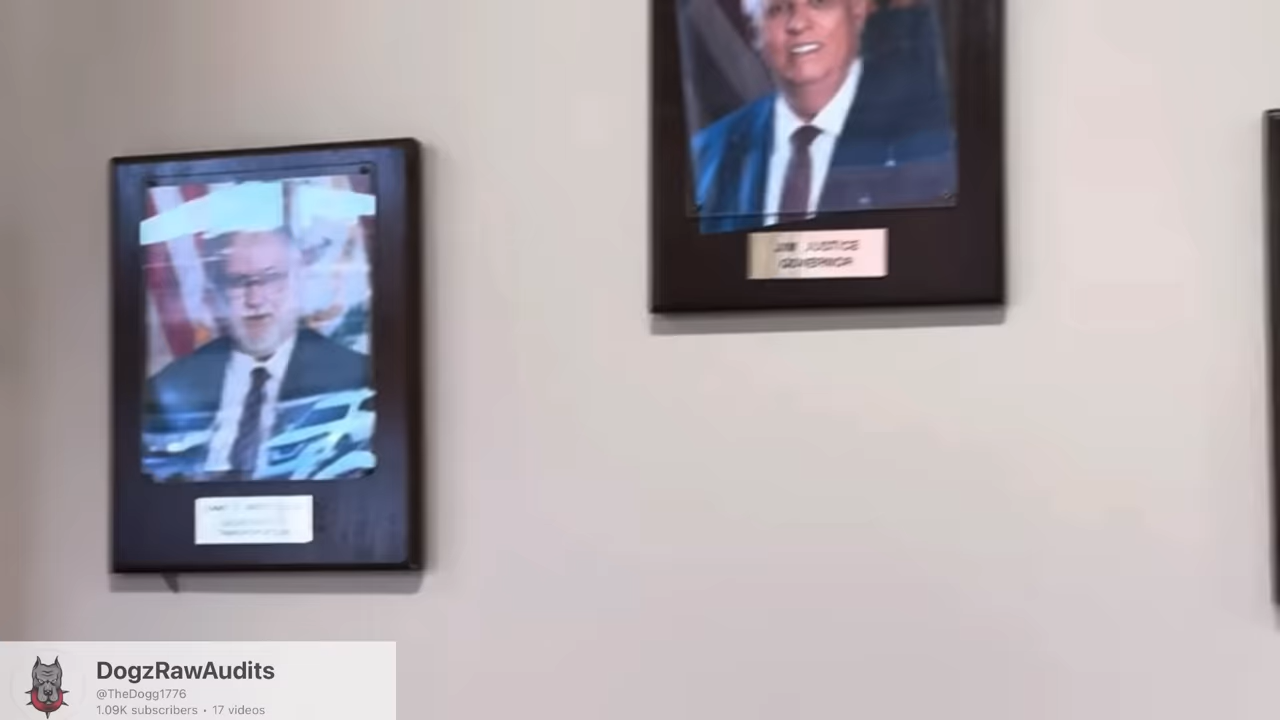 JIM JUSTICE
GOVERNOR
DogzRawAudits
@TheDogg1776
1.09K subscribers • 17 videos